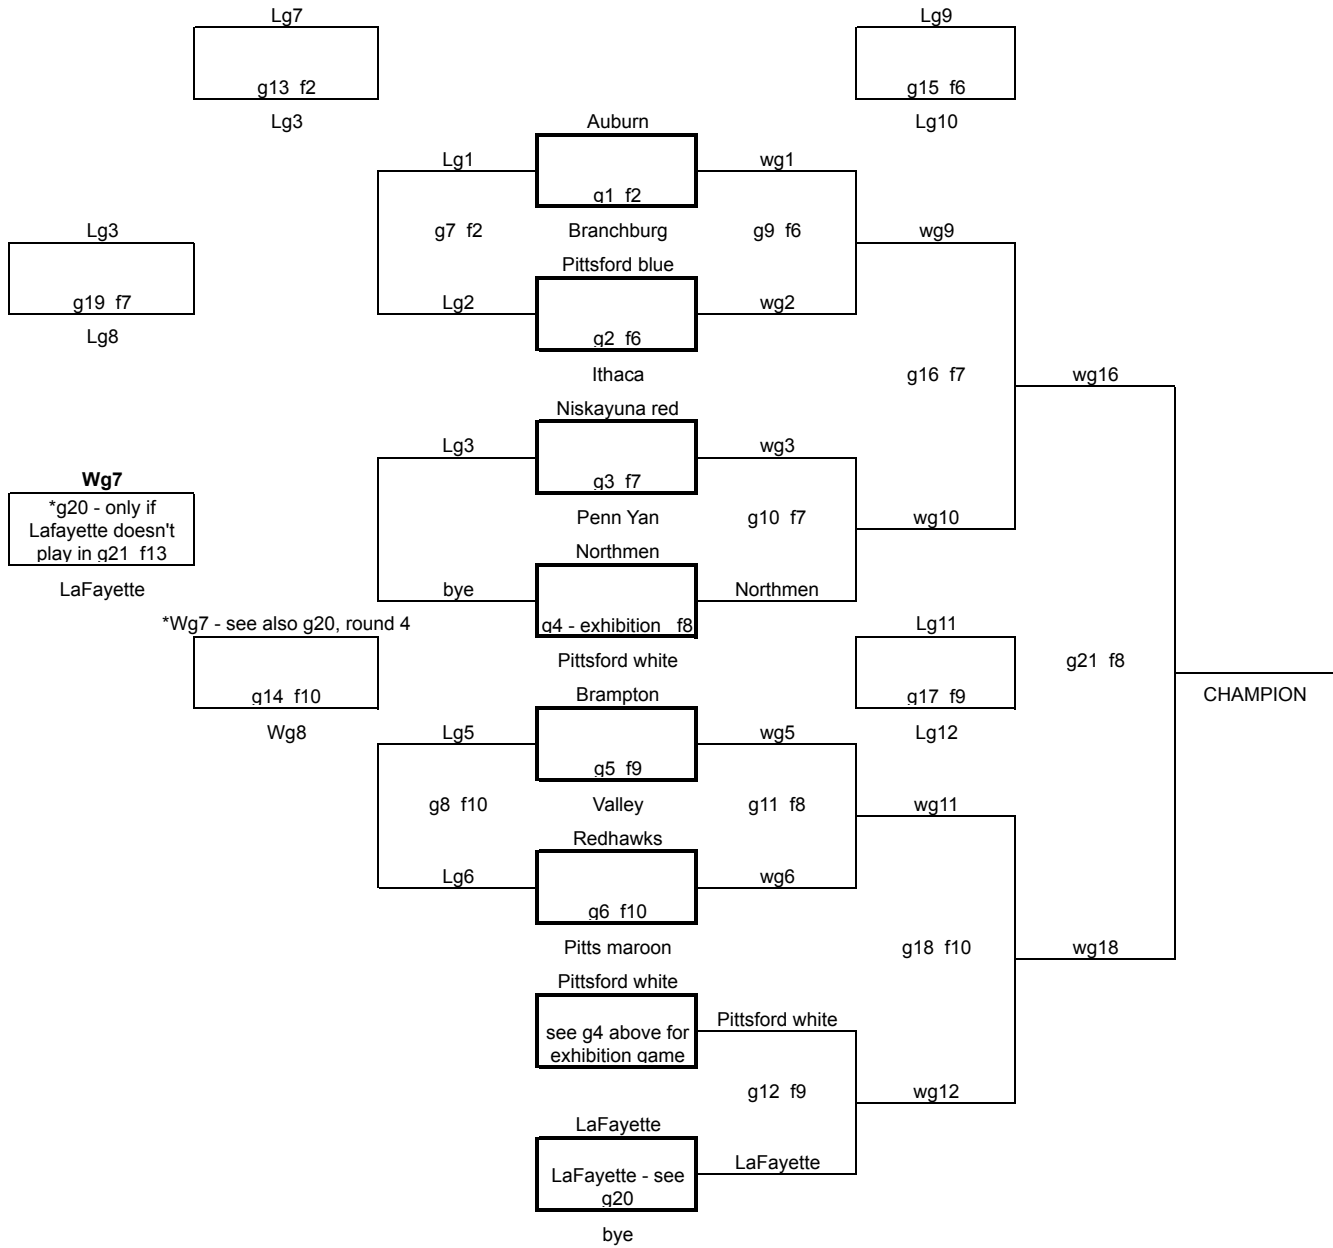 Lg7
Lg9
g13 f2
g15 f6
Lg3
Auburn
Lg10
Lg1
wg1
g1 f2
Lg3
g7 f2
Branchburg
g9 f6
wg9
Pittsford blue
g19 f7
Lg2
wg2
Lg8
g2 f6
Ithaca
g16 f7
wg16
Niskayuna red
Lg3
wg3
Wg7
g3 f7
*g20 - only if
Lafayette doesn't
play in g21 f13
Penn Yan
g10 f7
wg10
Northmen
LaFayette
bye
Northmen
*Wg7 - see also g20, round 4
g4 - exhibition f8
Lg11
Pittsford white
g21 f8
g14 f10
Brampton
g17 f9
CHAMPION
Wg8
Lg5
wg5
Lg12
g5 f9
g8 f10
Valley
g11 f8
wg11
Redhawks
Lg6
wg6
g6 f10
Pitts maroon
g18 f10
wg18
Pittsford white
Pittsford white
see g4 above for
exhibition game
g12 f9
wg12
LaFayette
LaFayette
LaFayette - see
g20
bye